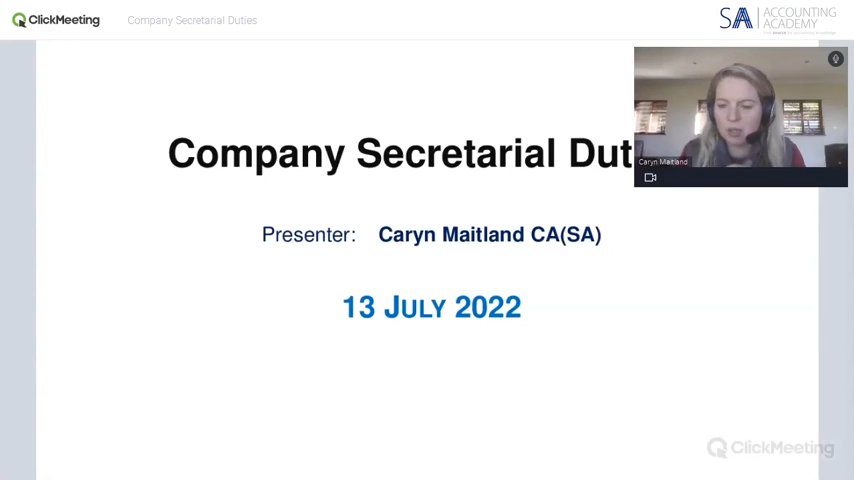 ClickMeeting
Company Secretarial Duties
SA ACCOUNTING
ACADEMY
Company Secretarial Dut
Caryn Maitland
Presenter: Caryn Maitland CA(SA)
13 JULY 2022
ClickMeeting